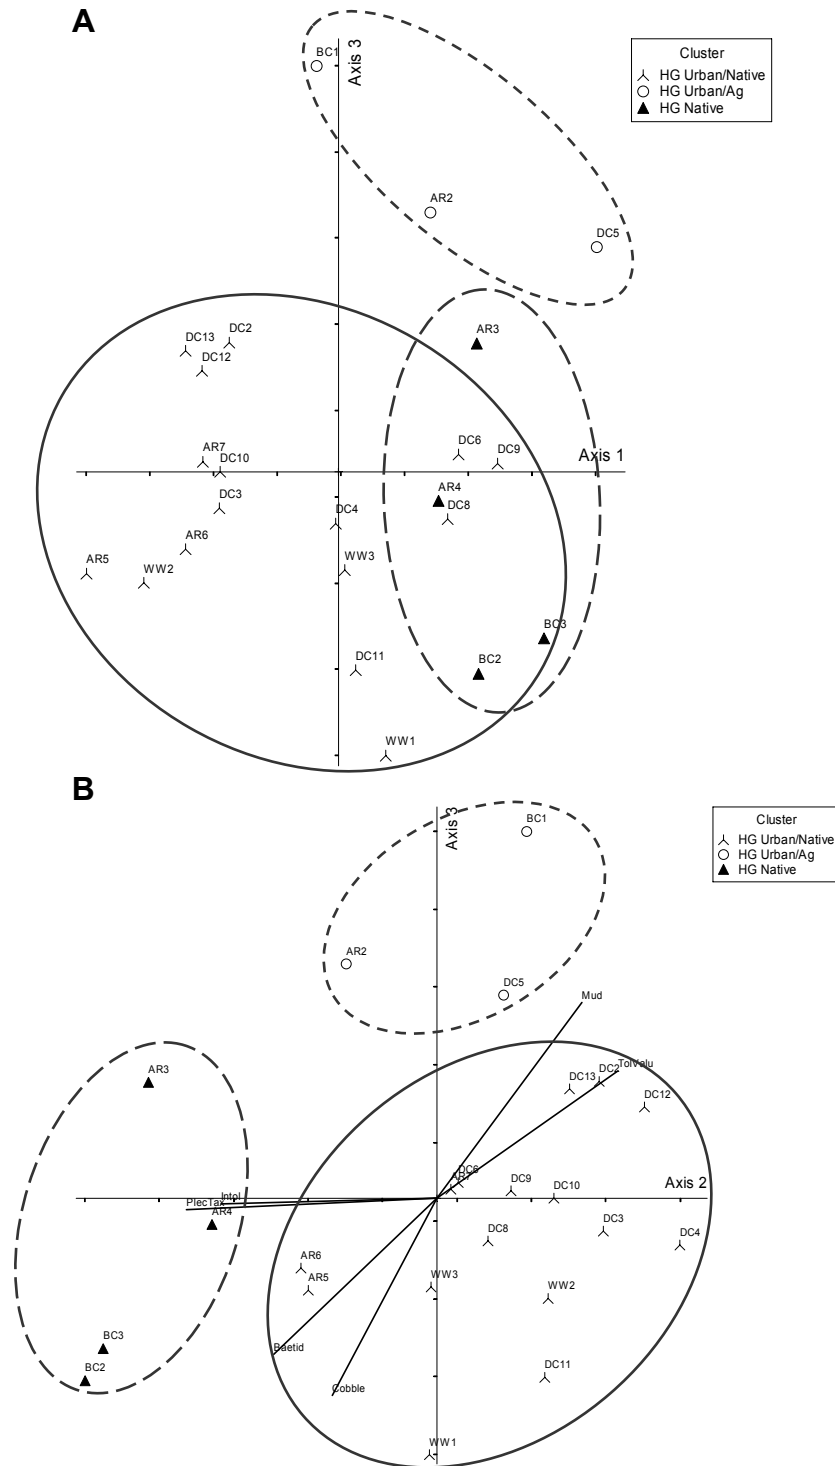 A
BC1
Axis 3
Cluster
HG Urban/Native
HG Urban/Ag
HG Native
AR2
DC5
DC2
AR3
DC13
DC12
DC6
DC9
Axis 1
AR7
DC10
AR4
DC3
DC4
DC8
AR6
WW3
AR5
WW2
BC3
DC11
BC2
WW1
B
Axis 3
BC1
Cluster
HG Urban/Native
HG Urban/Ag
HG Native
AR2
DC5
Mud
AR3
TolValu
DC13
DC2
DC12
DC6
AR7
DC9
Axis 2
DC10
Intol
PlecTax
AR4
DC3
DC8
DC4
AR6
AR5
WW3
WW2
BC3
Baetid
BC2
DC11
Cobble
WW1